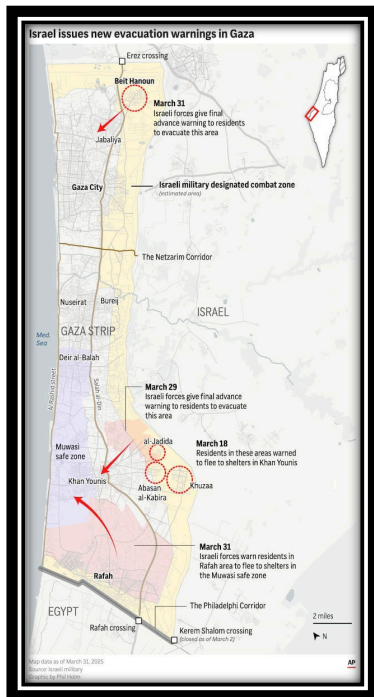 Israel issues new evacuation warnings in Gaza
Erez crossing
Beit Hanoun
March 31
Israeli forces give final
advance warning to residents
to evacuate this area
Jabaliya
Gaza City
Israeli military designated combat zone
(estimated area)
The Netzarim Corridor
Nuseirat
Bureij
ISRAEL
Med.
Sea
GAZA STRIP
Deir al-Balah
Al Rashid street
Salah al-Din
March 29
Israeli forces give final advance
warning to residents to evacuate
this area
al-Jadida
March 18
Residents in these areas warned
to flee to shelters in Khan Younis
Muwasi
safe zone
Khan Younis
Abasan
al-Kabira
Khuzaa
March 31
Israeli forces warn residents in
Rafah area to flee to shelters in
the Muwasi safe zone
Rafah
The Philadelphi Corridor
EGYPT
Rafah crossing
Kerem Shalom crossing
(closed as of March 2)
2 miles
N
Map data as of March 31, 2025
Source: Israeli military
Graphic by Phil Holm
AP